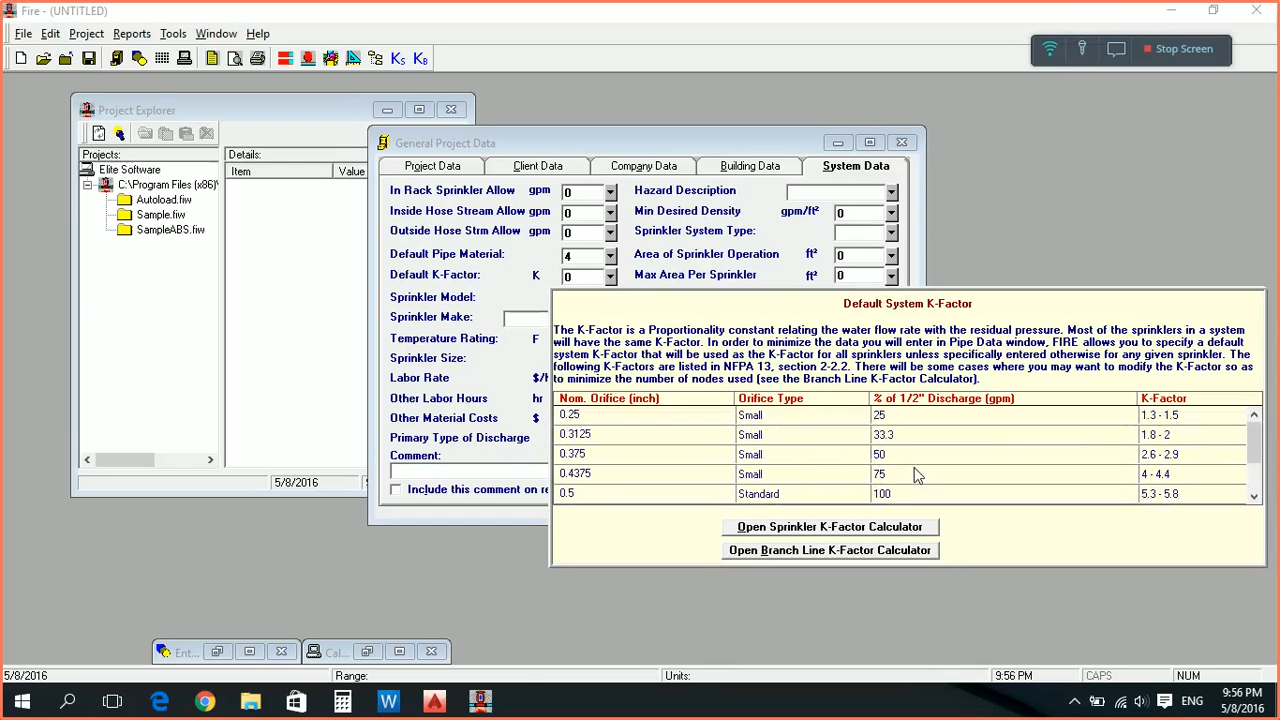 Fire - (UNTITLED)
File Edit Project Reports Tools Window Help
KS KB
Stop Screen
Project Explorer
Projects:
Details:
Elite Software
C:\Program Files (x86)\
Autoload.fiw
Sample.fiw
SampleABS.fiw
Item Value
5/8/2016
General Project Data
Project Data Client Data Company Data Building Data System Data
In Rack Sprinkler Allow gpm 0 Hazard Description
Inside Hose Stream Allow gpm 0 Min Desired Density gpm/ft² 0
Outside Hose Strm Allow gpm 0 Sprinkler System Type:
Default Pipe Material: 4 Area of Sprinkler Operation ft² 0
Default K-Factor: K 0 Max Area Per Sprinkler ft² 0
Sprinkler Model:
Sprinkler Make:
Temperature Rating: F
Sprinkler Size:
Labor Rate $/h
Other Labor Hours hr
Other Material Costs $
Primary Type of Discharge
Comment:
Include this comment on re
Default System K-Factor
The K-Factor is a Proportionality constant relating the water flow rate with the residual pressure. Most of the sprinklers in a system
will have the same K-Factor. In order to minimize the data you will enter in Pipe Data window, FIRE allows you to specify a default
system K-Factor that will be used as the K-Factor for all sprinklers unless specifically entered otherwise for any given sprinkler. The
following K-Factors are listed in NFPA 13, section 2-2.2. There will be some cases where you may want to modify the K-Factor so as
to minimize the number of nodes used (see the Branch Line K-Factor Calculator).
Nom. Orifice (inch) Orifice Type % of 1/2" Discharge (gpm) K-Factor
0.25 Small 25 1.3 - 1.5
0.3125 Small 33.3 1.8 - 2
0.375 Small 50 2.6 - 2.9
0.4375 Small 75 4 - 4.4
0.5 Standard 100 5.3 - 5.8
Open Sprinkler K-Factor Calculator
Open Branch Line K-Factor Calculator
Ent... Cal...
5/8/2016 Range: Units: 9:56 PM CAPS NUM
ENG
9:56 PM
5/8/2016